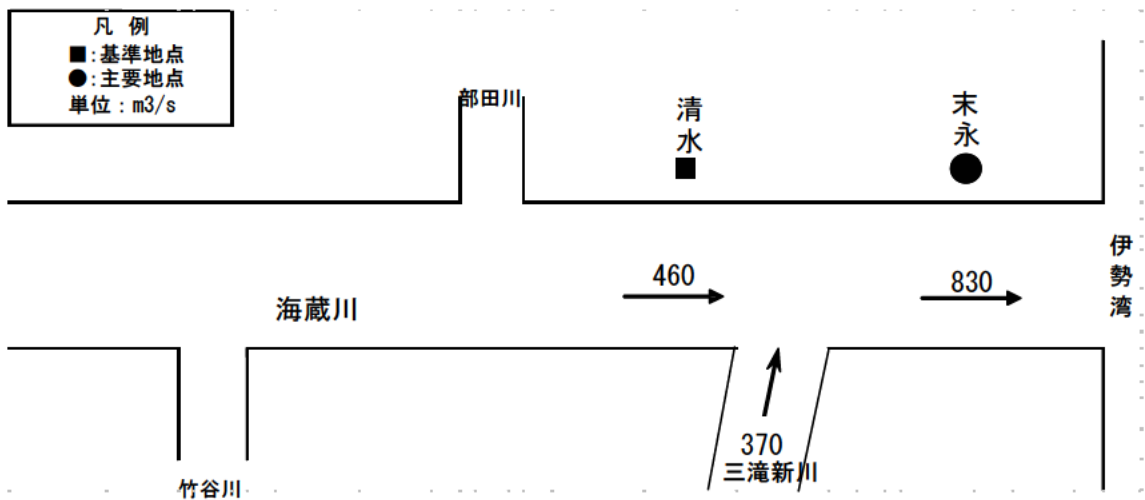 凡 例
■:基準地点
●:主要地点
単位：m3/s
部田川
清水
末永
伊勢湾
460
830
海蔵川
370
三滝新川
竹谷川